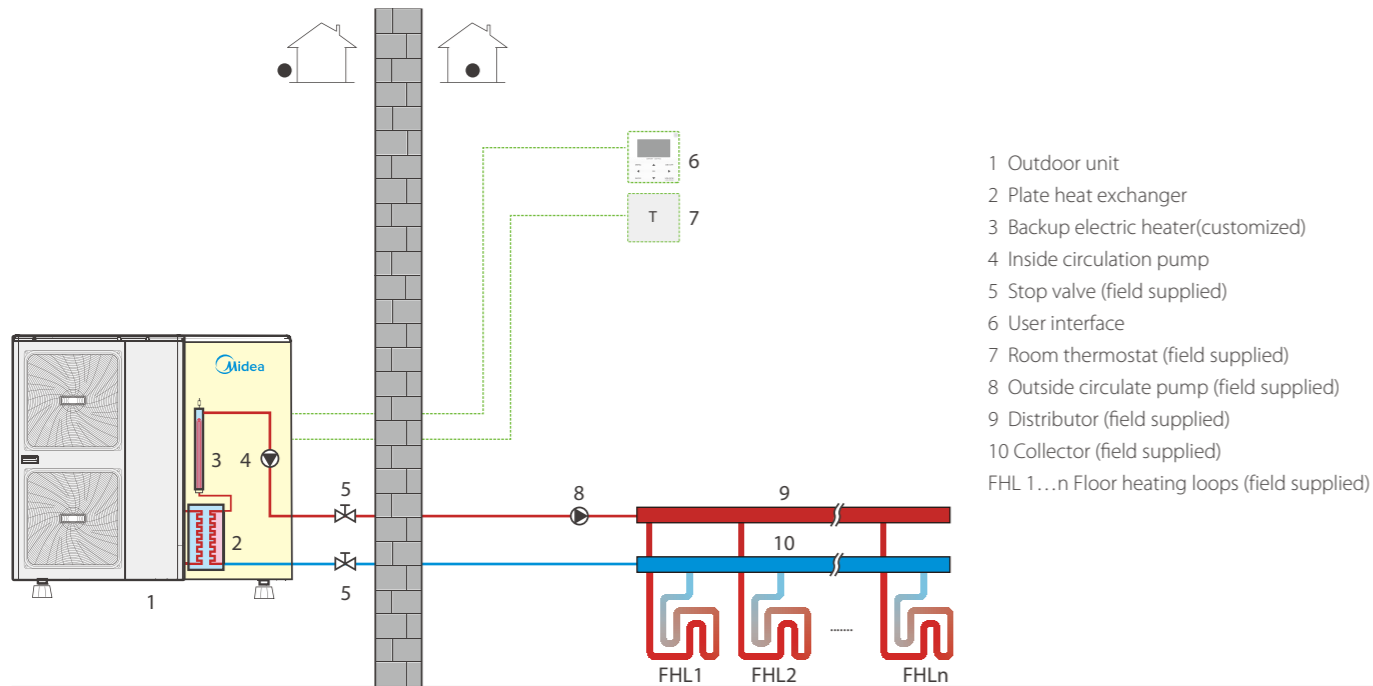 6
T
7
Midea
3
4
2
1
5
5
8
9
10
FHL1
FHL2
.......
FHLn
1 Outdoor unit
2 Plate heat exchanger
3 Backup electric heater(customized)
4 Inside circulation pump
5 Stop valve (field supplied)
6 User interface
7 Room thermostat (field supplied)
8 Outside circulate pump (field supplied)
9 Distributor (field supplied)
10 Collector (field supplied)
FHL 1...n Floor heating loops (field supplied)